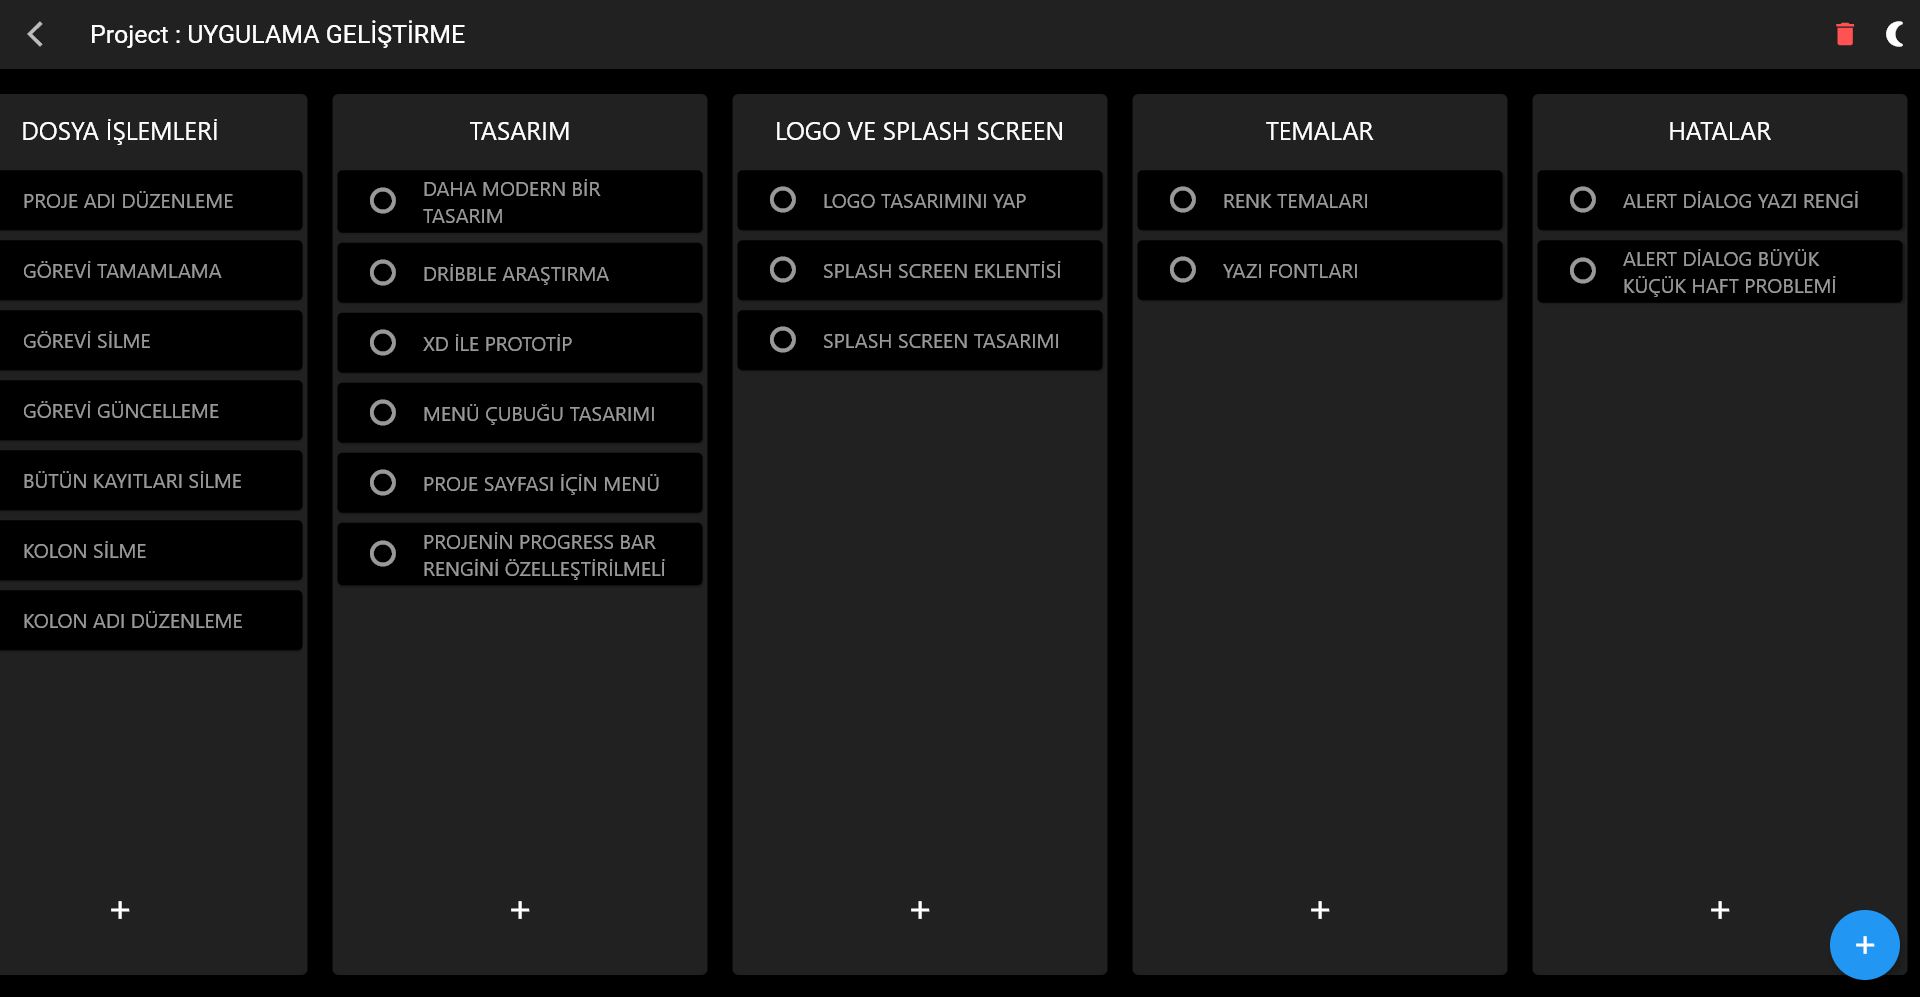 Project : UYGULAMA GELİŞTİRME
DOSYA İŞLEMLERİ
PROJE ADI DÜZENLEME
GÖREVİ TAMAMLAMA
GÖREVİ SİLME
GÖREVİ GÜNCELLEME
BÜTÜN KAYITLARI SİLME
KOLON SİLME
KOLON ADI DÜZENLEME
TASARIM
DAHA MODERN BİR
TASARIM
DRİBBLE ARAŞTIRMA
XD İLE PROTOTİP
MENÜ ÇUBUĞU TASARIMI
PROJE SAYFASI İÇİN MENÜ
PROJENİN PROGRESS BAR
RENGİNİ ÖZELLEŞTİRİLMELİ
LOGO VE SPLASH SCREEN
LOGO TASARIMINI YAP
SPLASH SCREEN EKLENTİSİ
SPLASH SCREEN TASARIMI
TEMALAR
RENK TEMALARI
YAZI FONTLARI
HATALAR
ALERT DİALOG YAZI RENGİ
ALERT DİALOG BÜYÜK
KÜÇÜK HAFT PROBLEMİ